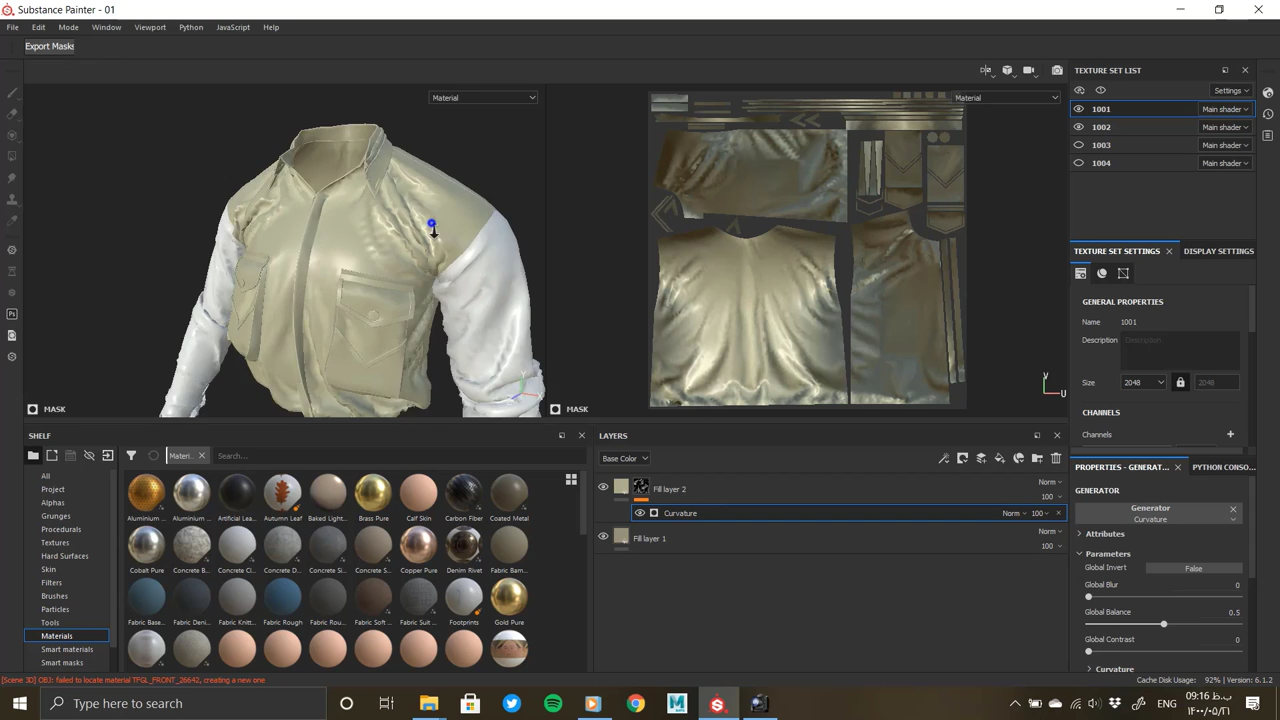 Substance Painter - 01
File Edit Mode Window Viewport Python JavaScript Help
Export Masks
Material
Material
MASK
MASK
V
U
TEXTURE SET LIST
Settings
1001 Main shader
1002 Main shader
1003 Main shader
1004 Main shader
TEXTURE SET SETTINGS DISPLAY SETTINGS
GENERAL PROPERTIES
Name 1001
Description Description
Size 2048 2048
CHANNELS
Channels
SHELF
Materi...
Search...
All
Project
Alphas
Grunges
Procedurals
Textures
Hard Surfaces
Skin
Filters
Brushes
Particles
Tools
Materials
Smart materials
Smart masks
Aluminium ... Aluminium ... Artificial Lea... Autumn Leaf Baked Light... Brass Pure Calf Skin Carbon Fiber Coated Metal
Cobalt Pure Concrete B... Concrete Cl... Concrete D... Concrete Si... Concrete S... Copper Pure Denim Rivet Fabric Bam...
Fabric Base... Fabric Deni... Fabric Knitt... Fabric Rough Fabric Rou... Fabric Soft ... Fabric Suit ... Footprints Gold Pure
LAYERS
Base Color
Fill layer 2 Norm
100
Curvature Norm 100
Fill layer 1 Norm
100
PROPERTIES - GENERAT... PYTHON CONSO...
GENERATOR
Generator
Curvature
Attributes
Parameters
Global Invert False
Global Blur 0
Global Balance 0.5
Global Contrast 0
Curvature
[Scene 3D] OBJ: failed to locate material TFGL_FRONT_26642, creating a new one
Cache Disk Usage: 92% | Version: 6.1.2
Type here to search
Ps
ENG
09:16 ب.ظ